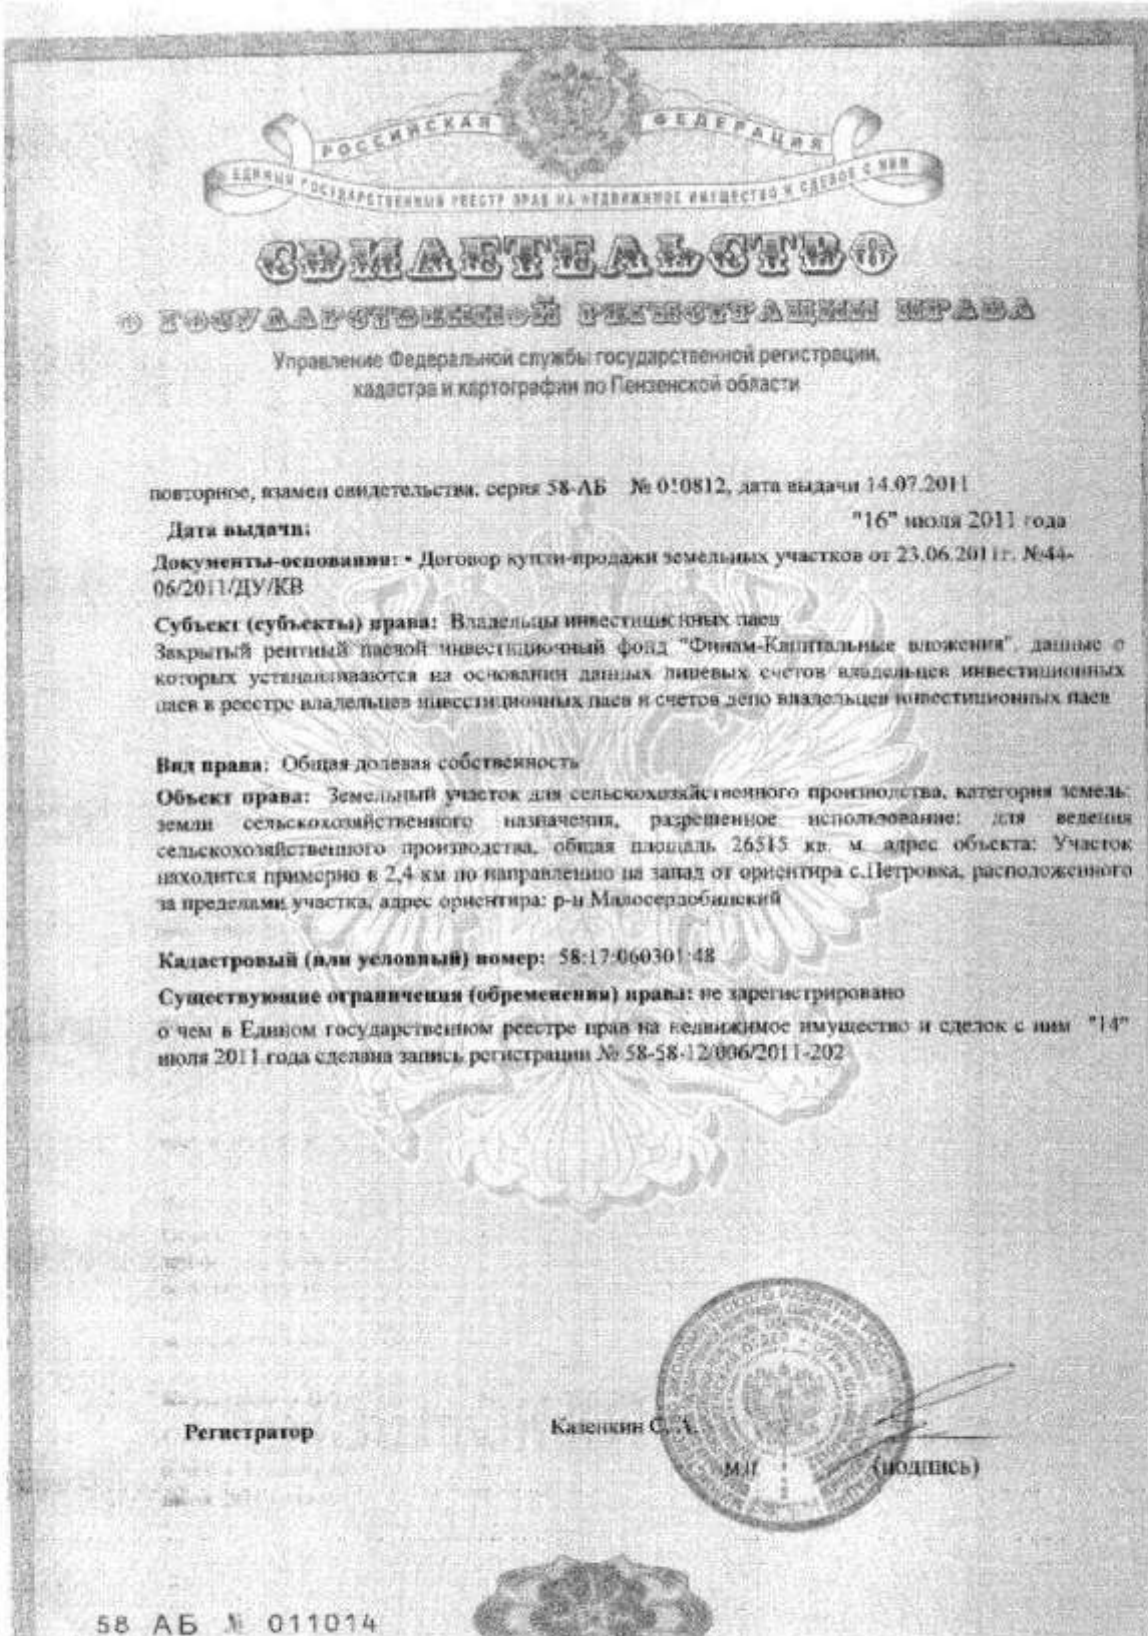 РОССИЙСКАЯ ФЕДЕРАЦИЯ
ЕДИНЫЙ ГОСУДАРСТВЕННЫЙ РЕЕСТР ПРАВ НА НЕДВИЖИМОЕ ИМУЩЕСТВО И СДЕЛОК С НИМ
СВИДЕТЕЛЬСТВО
О ГОСУДАРСТВЕННОЙ РЕГИСТРАЦИИ ПРАВА
Управление Федеральной службы государственной регистрации,
кадастра и картографии по Пензенской области
повторное, взамен свидетельства: серия 58-АБ № 010812, дата выдачи 14.07.2011
Дата выдачи: "16" июля 2011 года
Документы-основания: • Договор купли-продажи земельных участков от 23.06.2011г. №44-
06/2011/ДУ/КВ
Субъект (субъекты) права: Владельцы инвестиционных паев
Закрытый рентный паевой инвестиционный фонд "Финам-Капитальные вложения", данные о
которых устанавливаются на основании данных лицевых счетов владельцев инвестиционных
паев в реестре владельцев инвестиционных паев и счетов депо владельцев инвестиционных паев
Вид права: Общая долевая собственность
Объект права: Земельный участок для сельскохозяйственного производства, категория земель:
земли сельскохозяйственного назначения, разрешенное использование: для ведения
сельскохозяйственного производства, общая площадь 26515 кв. м, адрес объекта: Участок
находится примерно в 2,4 км по направлению на запад от ориентира с.Петровка, расположенного
за пределами участка, адрес ориентира: р-н Малосердобинский
Кадастровый (или условный) номер: 58:17:060301:48
Существующие ограничения (обременения) права: не зарегистрировано
о чем в Едином государственном реестре прав на недвижимое имущество и сделок с ним "14"
июля 2011 года сделана запись регистрации № 58-58-12/006/2011-202
Регистратор Казенкин С. А.
М.П. (подпись)
58 АБ № 011014